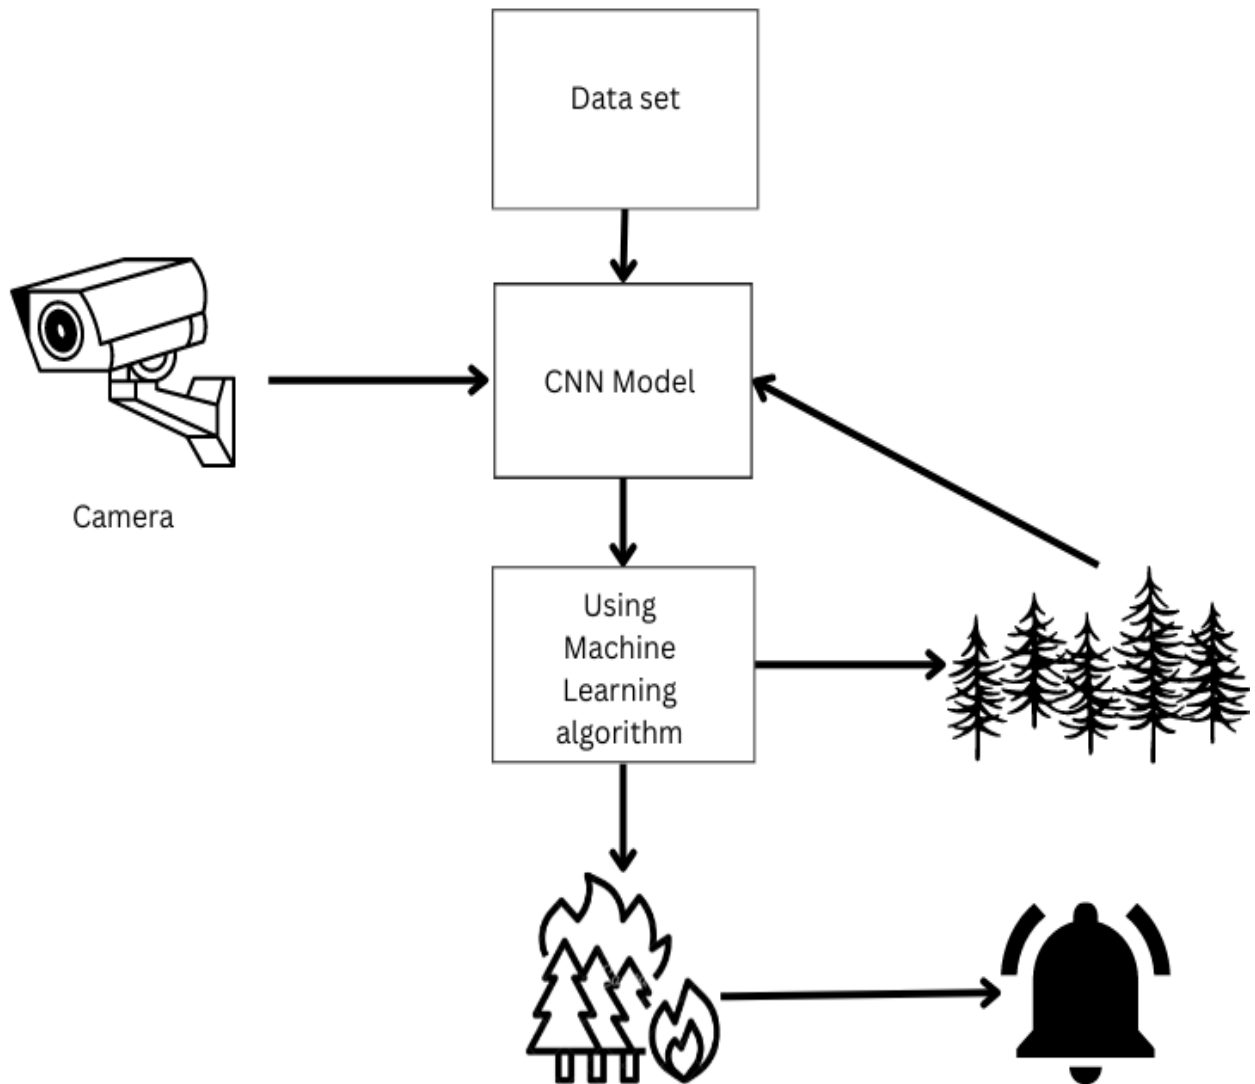 Data set
CNN Model
Camera
Using
Machine
Learning
algorithm